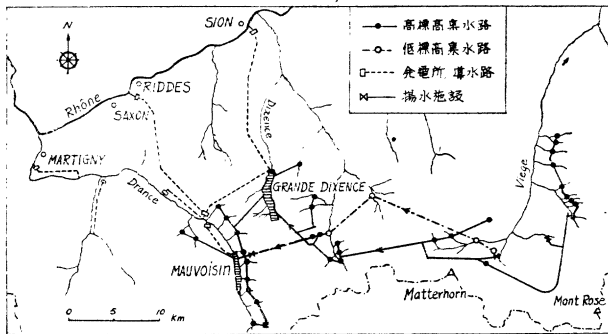 SION
N
RIDDES
Rhône
SAXON
MARTIGNY
Drance
Dixence
GRANDE DIXENCE
MAUVOISIN
Viege
Matterhorn
Mont Rose
0 5 10
Km
高標高集水路
低標高集水路
発電所,導水路
揚水施設